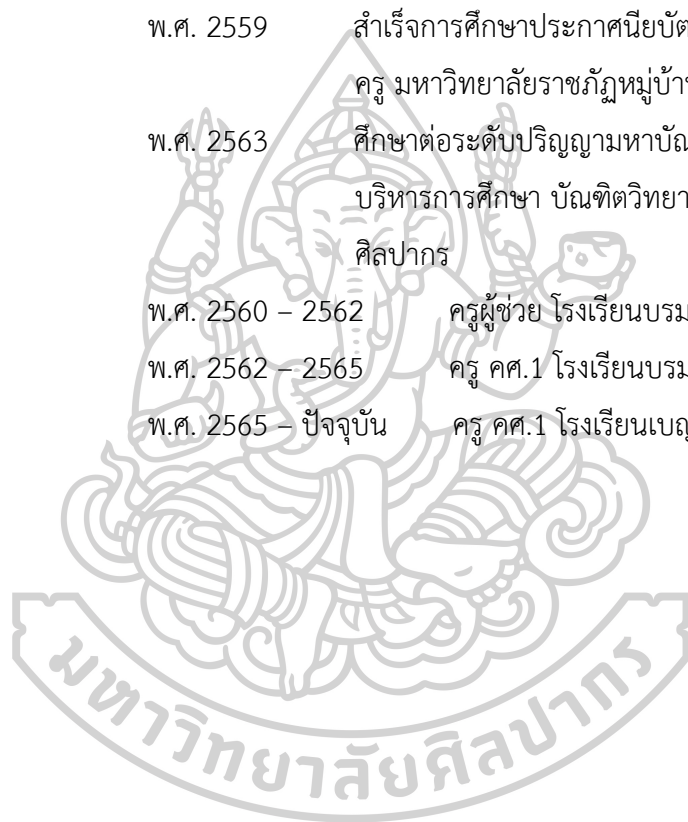 พ.ศ. 2559 สำเร็จการศึกษาประกาศนียบัต
ครู มหาวิทยาลัยราชภัฏหมู่บ้า
พ.ศ. 2563 ศึกษาต่อระดับปริญญามหาบัณ
บริหารการศึกษา บัณฑิตวิทยา
ศิลปากร
พ.ศ. 2560 – 2562 ครูผู้ช่วย โรงเรียนบรม
พ.ศ. 2562 – 2565 ครู คศ.1 โรงเรียนบรม
พ.ศ. 2565 – ปัจจุบัน ครู คศ.1 โรงเรียนเบญ
มหาวิทยาลัยศิลปากร